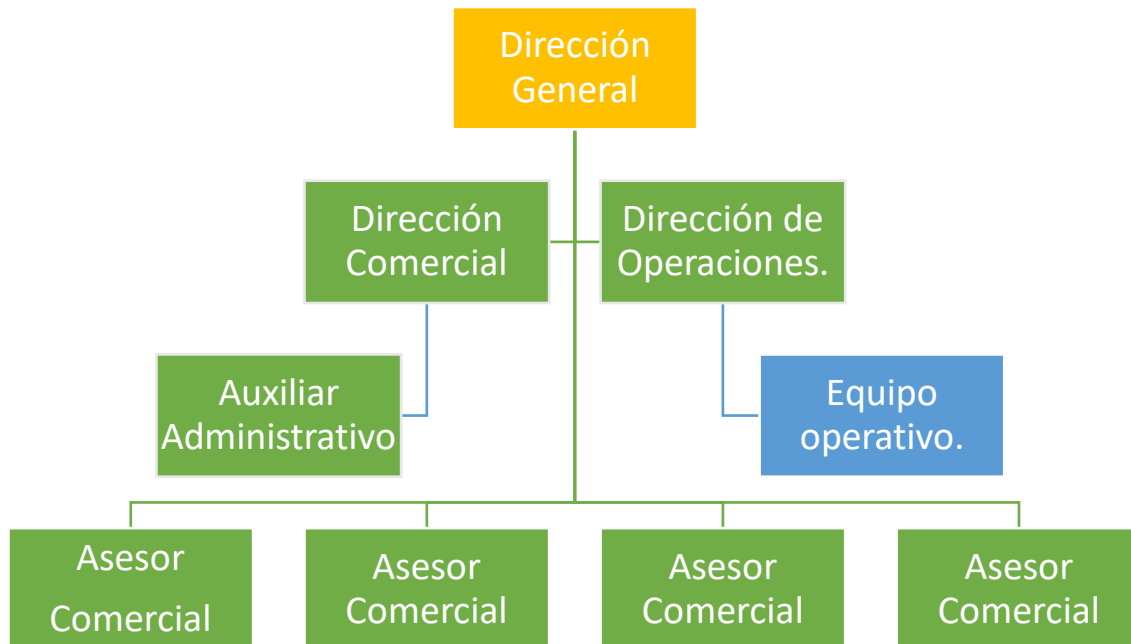 Dirección
General
Dirección
Comercial
Dirección de
Operaciones.
Auxiliar
Administrativo
Equipo
operativo.
Asesor
Comercial
Asesor
Comercial
Asesor
Comercial
Asesor
Comercial